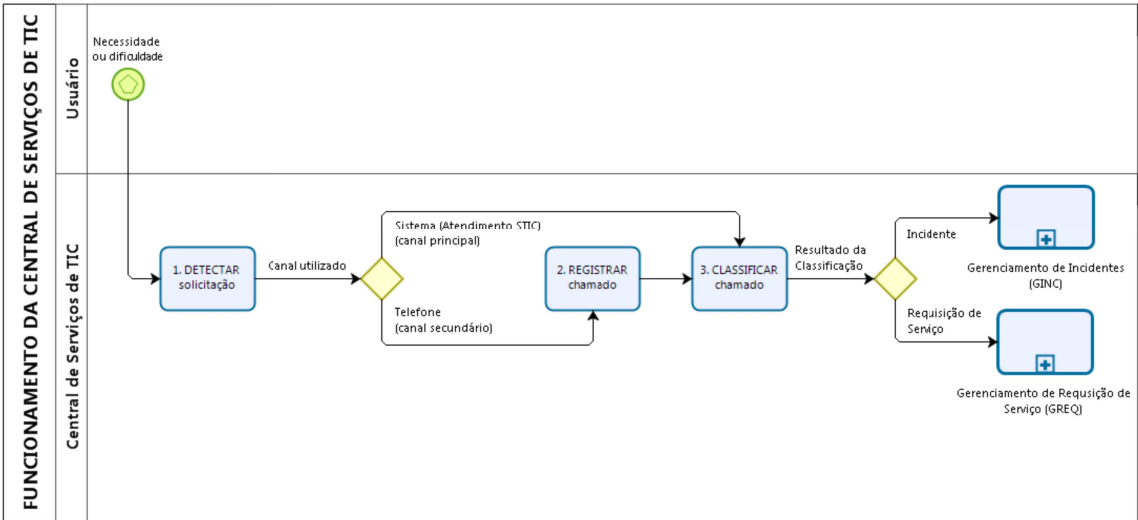 FUNCIONAMENTO DA CENTRAL DE SERVIÇOS DE TIC
Usuário
Necessidade
ou dificuldade
Central de Serviços de TIC
1. DETECTAR
solicitação
Canal utilizado
Sistema (Atendimento STIC)
(canal principal)
Telefone
(canal secundário)
2. REGISTRAR
chamado
3. CLASSIFICAR
chamado
Resultado da
Classificação
Incidente
Gerenciamento de Incidentes
(GINC)
Requisição de
Serviço
Gerenciamento de Requsição de
Serviço (GREQ)